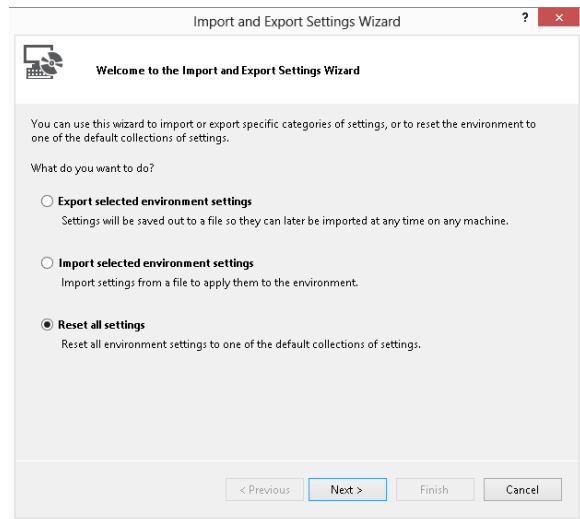 Import and Export Settings Wizard
?
×
Welcome to the Import and Export Settings Wizard
You can use this wizard to import or export specific categories of settings, or to reset the environment to
one of the default collections of settings.
What do you want to do?
Export selected environment settings
Settings will be saved out to a file so they can later be imported at any time on any machine.
Import selected environment settings
Import settings from a file to apply them to the environment.
Reset all settings
Reset all environment settings to one of the default collections of settings.
< Previous Next > Finish Cancel